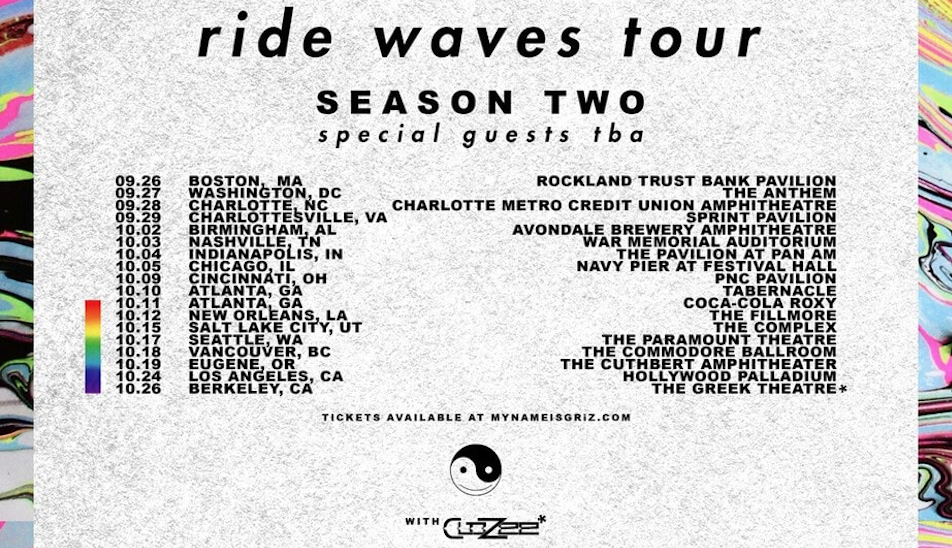 ride waves tour
SEASON TWO
special guests tba
09.26 BOSTON, MA ROCKLAND TRUST BANK PAVILION
09.27 WASHINGTON, DC THE ANTHEM
09.28 CHARLOTTE, NC CHARLOTTE METRO CREDIT UNION AMPHITHEATRE
09.29 CHARLOTTESVILLE, VA SPRINT PAVILION
10.02 BIRMINGHAM, AL AVONDALE BREWERY AMPHITHEATRE
10.03 NASHVILLE, TN WAR MEMORIAL AUDITORIUM
10.04 INDIANAPOLIS, IN THE PAVILION AT PAN AM
10.05 CHICAGO, IL NAVY PIER AT FESTIVAL HALL
10.09 CINCINNATI, OH PNC PAVILION
10.10 ATLANTA, GA TABERNACLE
10.11 ATLANTA, GA COCA-COLA ROXY
10.12 NEW ORLEANS, LA THE FILLMORE
10.15 SALT LAKE CITY, UT THE COMPLEX
10.17 SEATTLE, WA THE PARAMOUNT THEATRE
10.18 VANCOUVER, BC THE COMMODORE BALLROOM
10.19 EUGENE, OR THE CUTHBERT AMPHITHEATER
10.24 LOS ANGELES, CA HOLLYWOOD PALLADIUM
10.26 BERKELEY, CA THE GREEK THEATRE*
TICKETS AVAILABLE AT MYNAMEISGRiZ.COM
WITH CLOZEE*